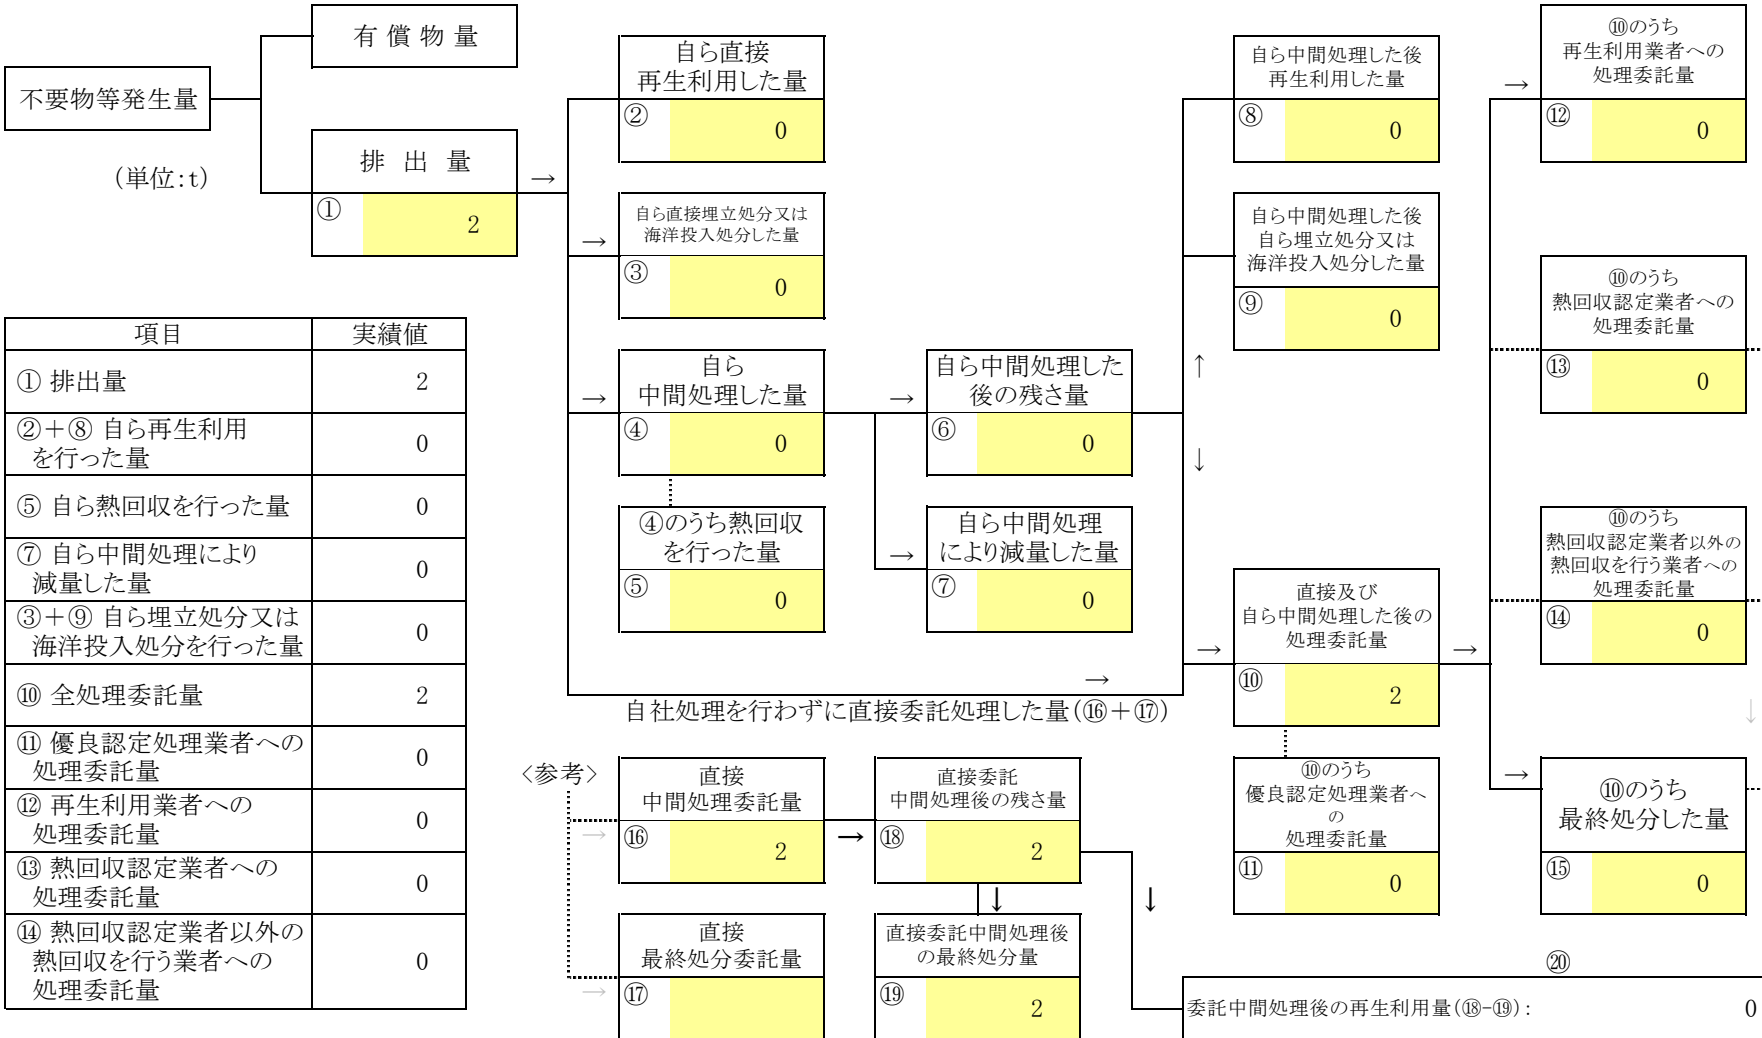 有 償 物 量
不要物等発生量
排 出 量
① 2
(単位:t)
→
自ら直接
再生利用した量
② 0
→
自ら直接埋立処分又は
海洋投入処分した量
③ 0
→
自ら
中間処理した量
④ 0
④のうち熱回収
を行った量
⑤ 0
→
自ら中間処理した
後の残さ量
⑥ 0
→
自ら中間処理
により減量した量
⑦ 0
↑
↓
自ら中間処理した後
再生利用した量
⑧ 0
自ら中間処理した後
自ら埋立処分又は
海洋投入処分した量
⑨ 0
→
直接及び
自ら中間処理した後の
処理委託量
⑩ 2
→
⑩のうち
優良認定処理業者へ
の
処理委託量
⑪ 0
→
⑩のうち
再生利用業者への
処理委託量
⑫ 0
⑩のうち
熱回収認定業者への
処理委託量
⑬ 0
⑩のうち
熱回収認定業者以外の
熱回収を行う業者への
処理委託量
⑭ 0
↓
→
⑩のうち
最終処分した量
⑮ 0
→
自社処理を行わずに直接委託処理した量(⑯+⑰)
<参考>
→
直接
中間処理委託量
⑯ 2
→
直接委託
中間処理後の残さ量
⑱ 2
↓
↓
→
直接
最終処分委託量
⑰
直接委託中間処理後
の最終処分量
⑲ 2
⑳
委託中間処理後の再生利用量(⑱-⑲): 0
項目 実績値
① 排出量 2
②+⑧ 自ら再生利用
を行った量 0
⑤ 自ら熱回収を行った量 0
⑦ 自ら中間処理により
減量した量 0
③+⑨ 自ら埋立処分又は
海洋投入処分を行った量 0
⑩ 全処理委託量 2
⑪ 優良認定処理業者への
処理委託量 0
⑫ 再生利用業者への
処理委託量 0
⑬ 熱回収認定業者への
処理委託量 0
⑭ 熱回収認定業者以外の
熱回収を行う業者への
処理委託量 0